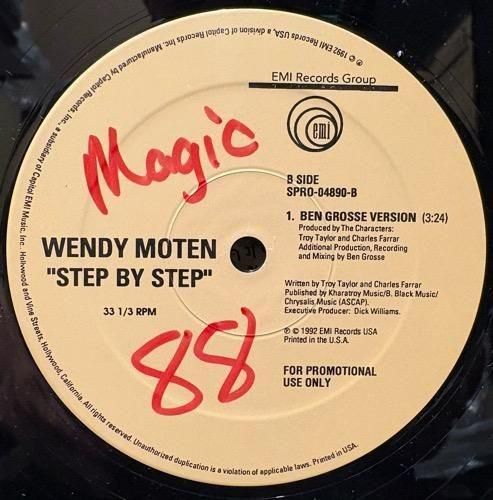 © 1992 EMI Records USA, a division of Capitol Records, Inc. Manufactured by Capitol Records, Inc., a subsidiary of Capitol EMI Music, Inc. Hollywood and Vine Streets, Hollywood, California. All rights reserved. Unauthorized duplication is a violation of applicable laws. Printed in USA.
EMI Records Group
emi
Magic
B SIDE
SPRO-04890-B
1. BEN GROSSE VERSION (3:24)
Produced by The Characters:
Troy Taylor and Charles Farrar
Additional Production, Recording
and Mixing by Ben Grosse
WENDY MOTEN
"STEP BY STEP"
33 1/3 RPM
Written by Troy Taylor and Charles Farrar
Published by Kharatroy Music/B. Black Music/
Chrysalis Music (ASCAP).
Executive Producer: Dick Williams.
℗ © 1992 EMI Records USA
Printed in the U.S.A.
88
FOR PROMOTIONAL
USE ONLY